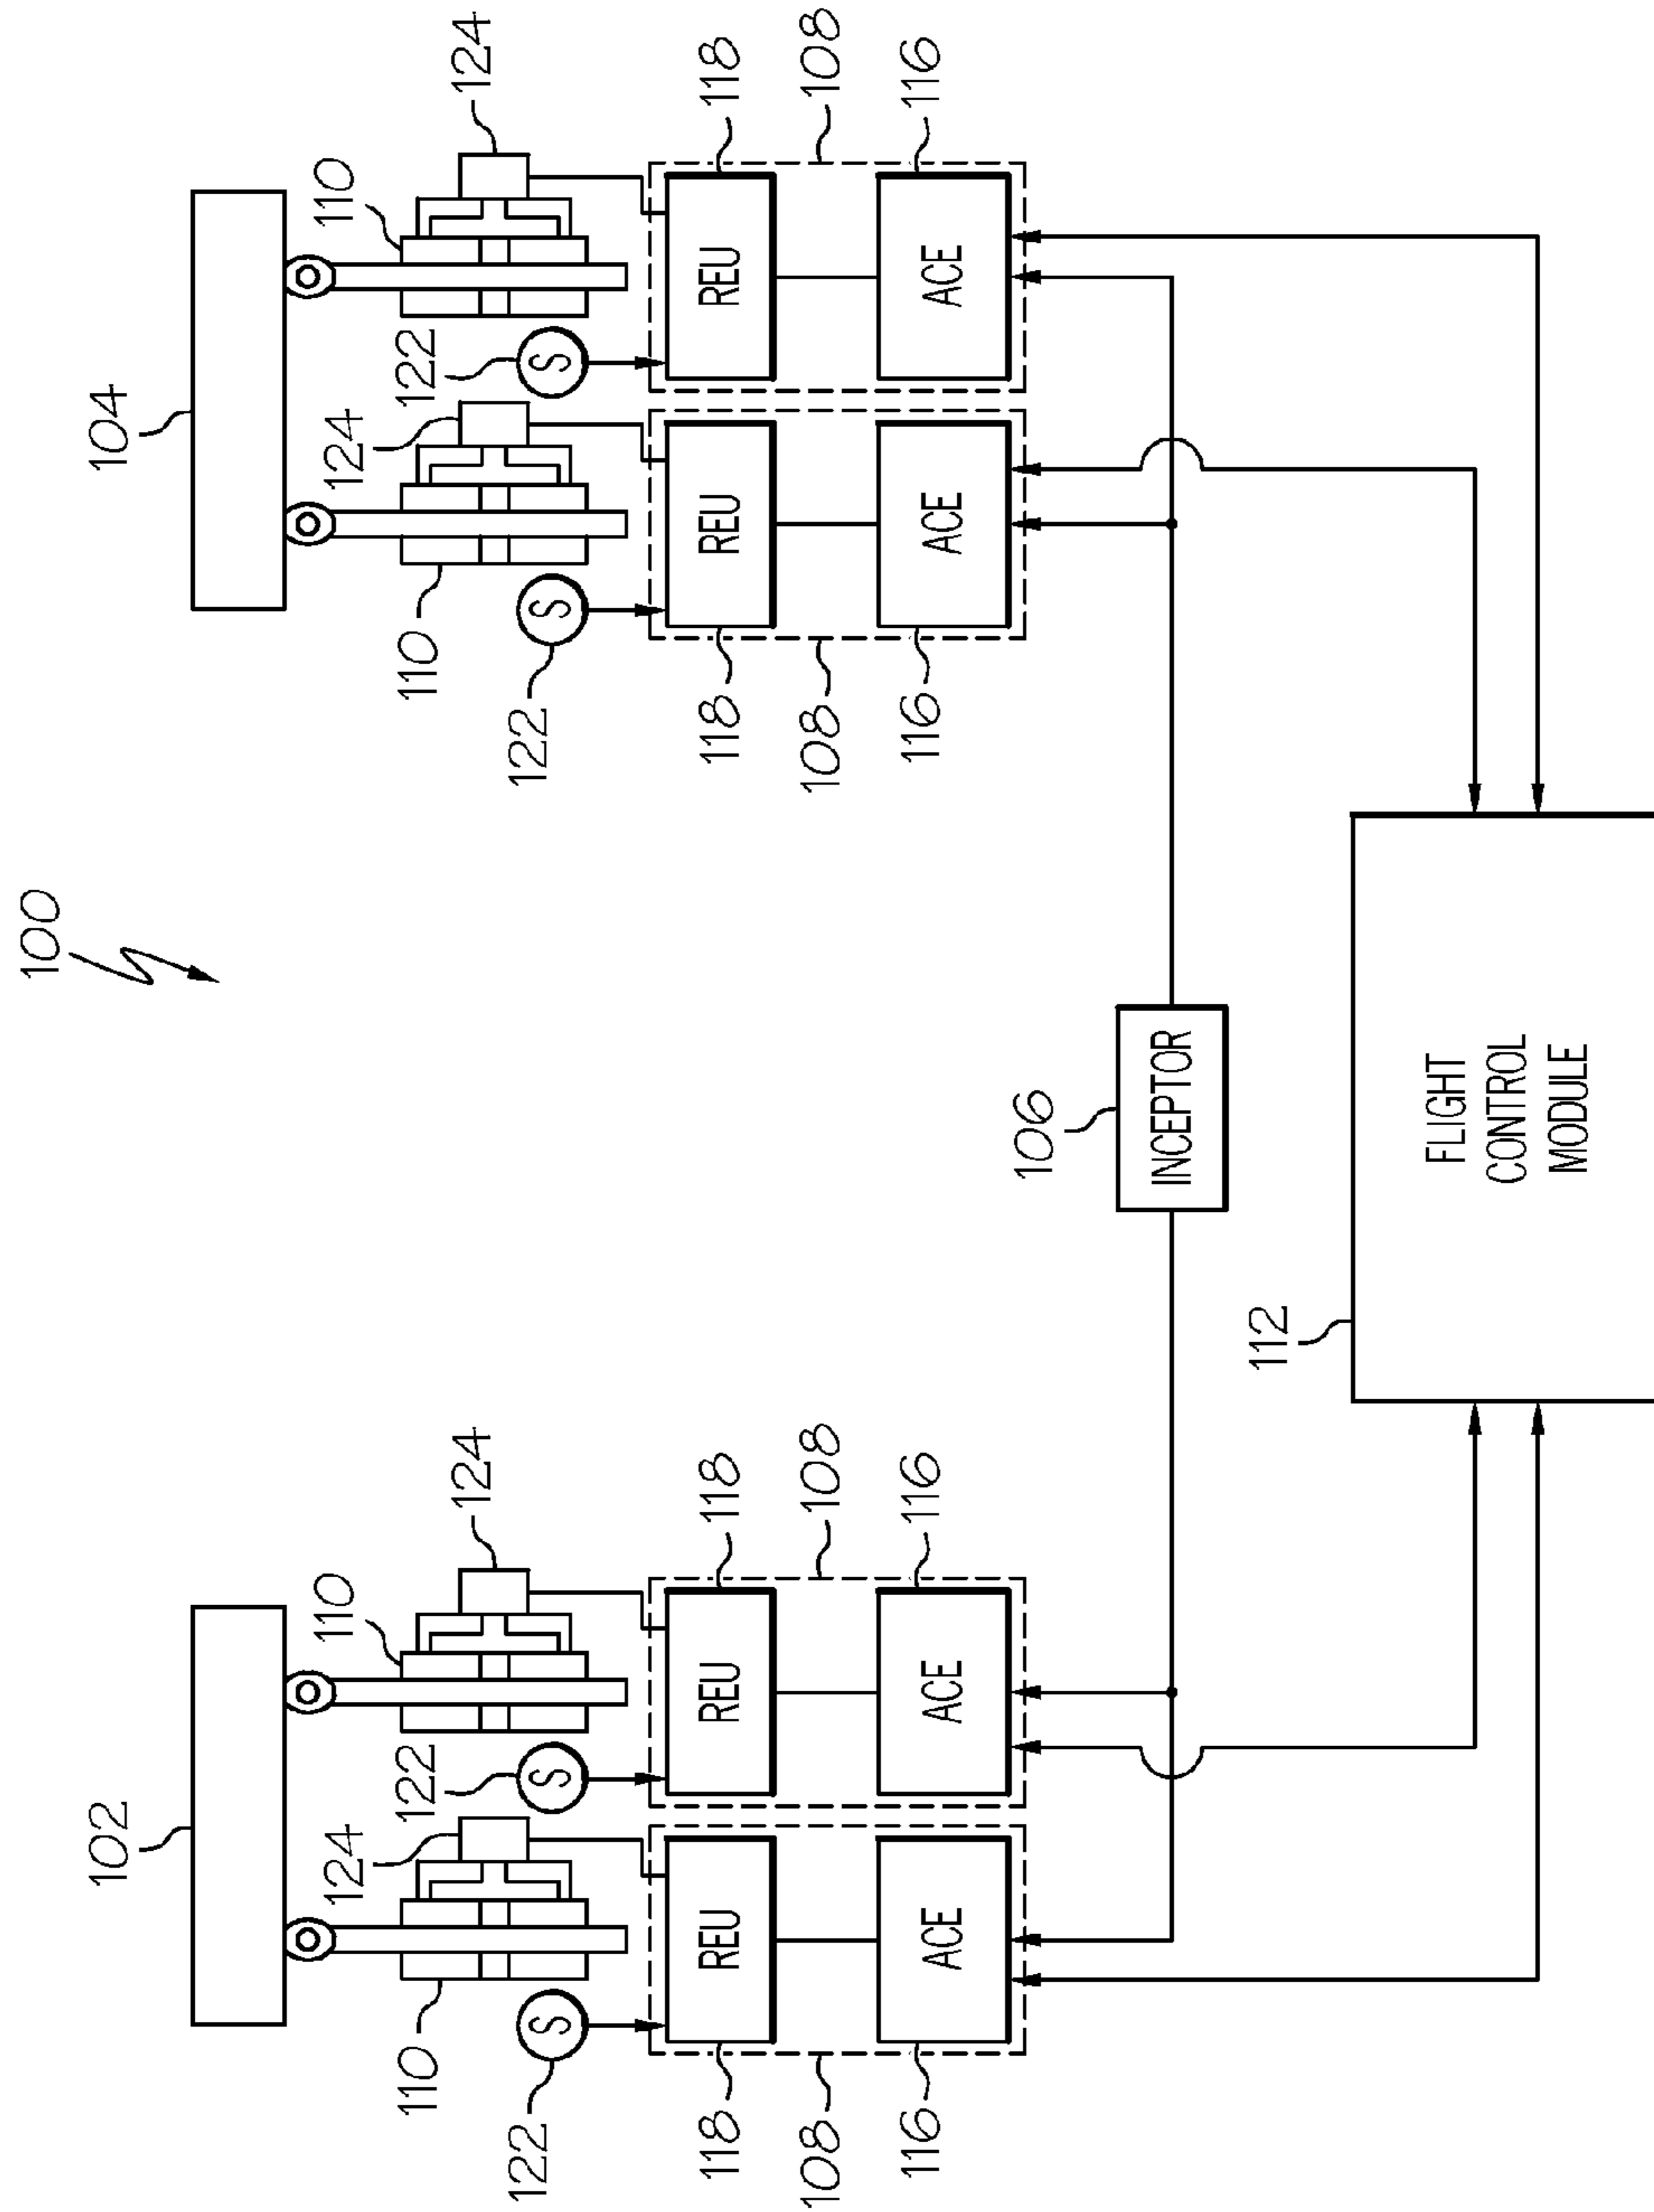 100
102
104
124
110
124
110
110
122
110
122
124
124
122
122
S
S
S
S
118
REU
REU
118
118
REU
REU
118
108
108
108
108
116
ACE
ACE
116
116
ACE
ACE
116
106
INCEPTOR
112
FLIGHT
CONTROL
MODULE